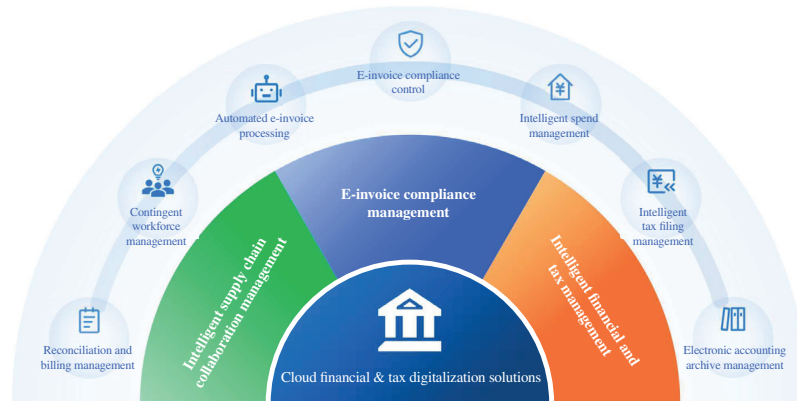 E-invoice compliance
control
Automated e-invoice
processing
Intelligent spend
management
Contingent
workforce
management
Intelligent
tax filing
management
Reconciliation and
billing management
Electronic accounting
archive management
E-invoice compliance
management
Intelligent supply chain
collaboration management
Intelligent financial and
tax management
Cloud financial & tax digitalization solutions